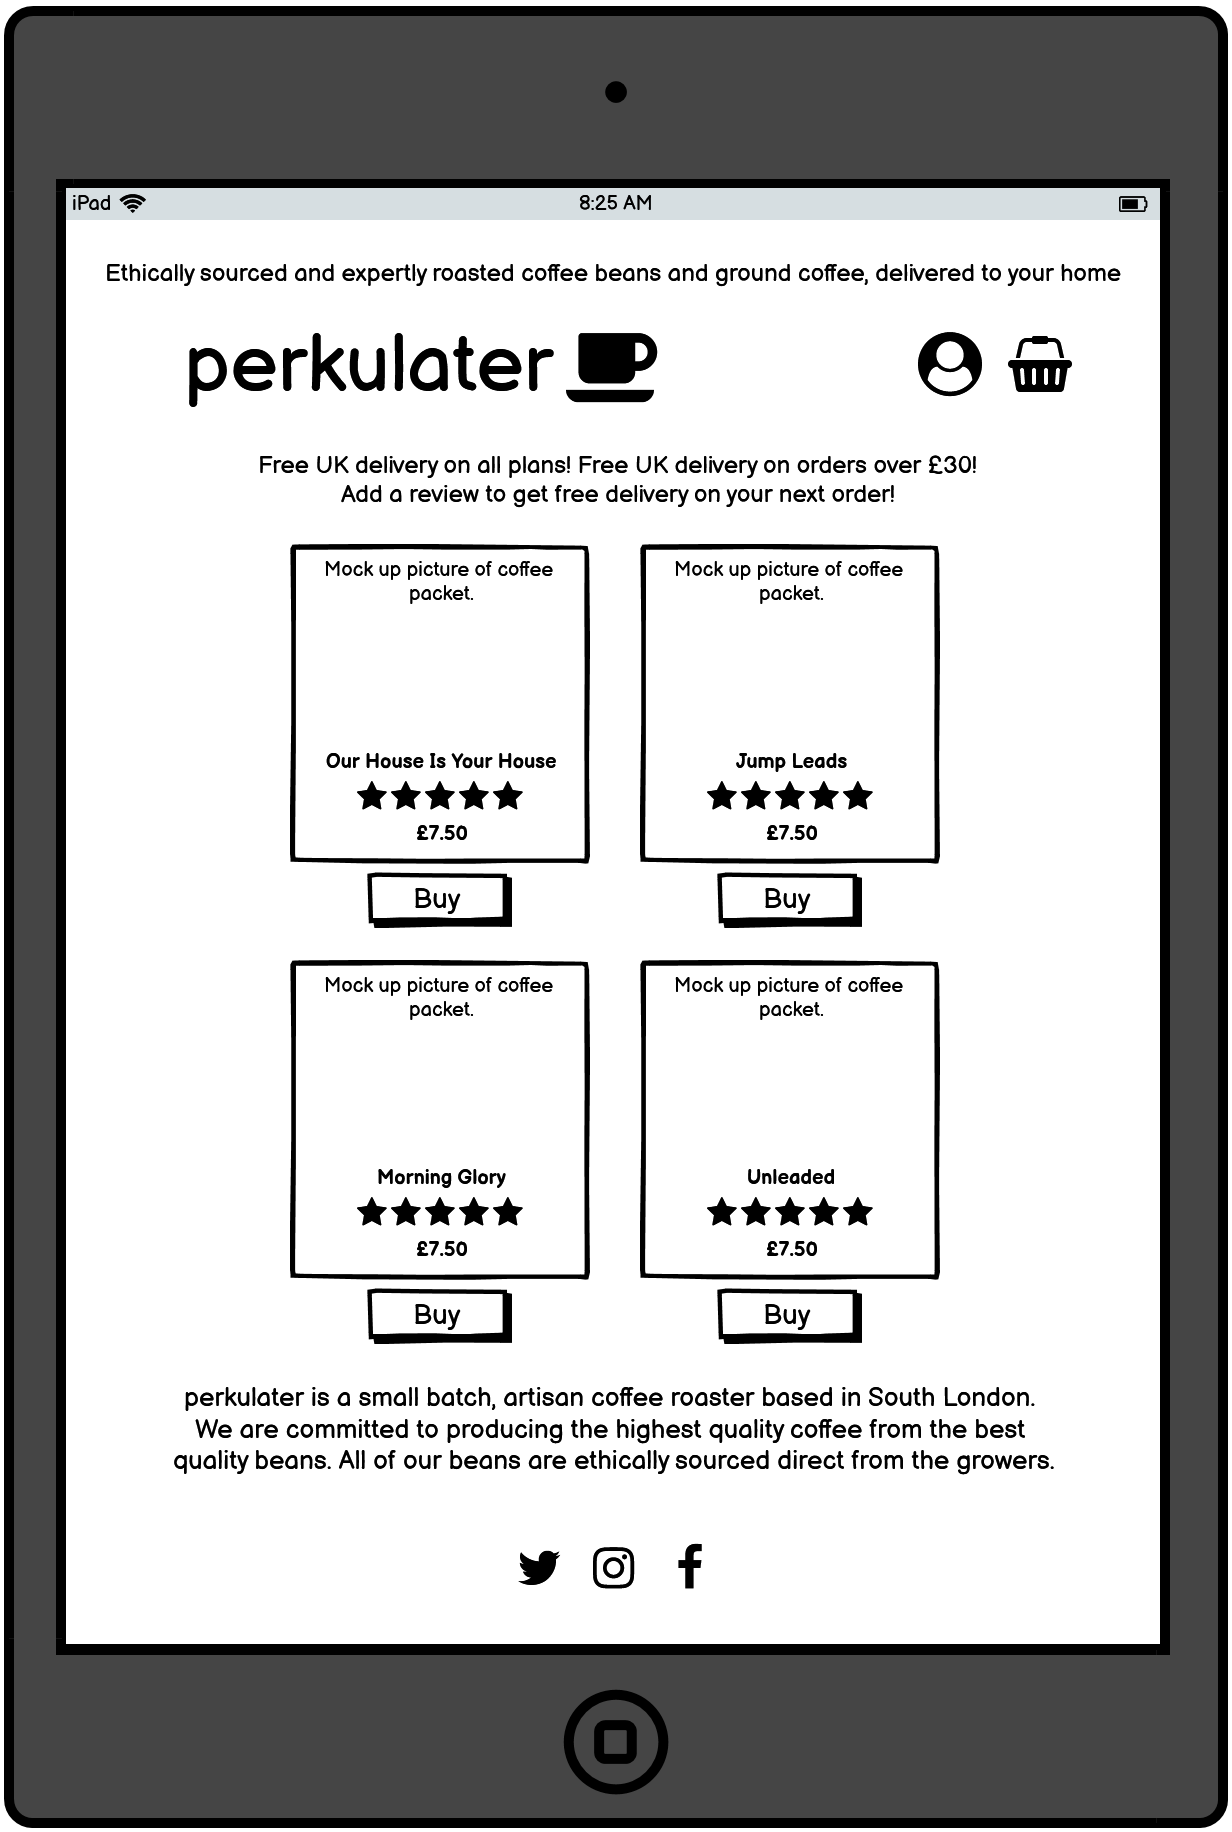 iPad 8:25 AM
Ethically sourced and expertly roasted coffee beans and ground coffee, delivered to your home
perkulater
Free UK delivery on all plans! Free UK delivery on orders over £30!
Add a review to get free delivery on your next order!
Mock up picture of coffee
packet.
Our House Is Your House
£7.50
Buy
Mock up picture of coffee
packet.
Jump Leads
£7.50
Buy
Mock up picture of coffee
packet.
Morning Glory
£7.50
Buy
Mock up picture of coffee
packet.
Unleaded
£7.50
Buy
perkulater is a small batch, artisan coffee roaster based in South London.
We are committed to producing the highest quality coffee from the best
quality beans. All of our beans are ethically sourced direct from the growers.